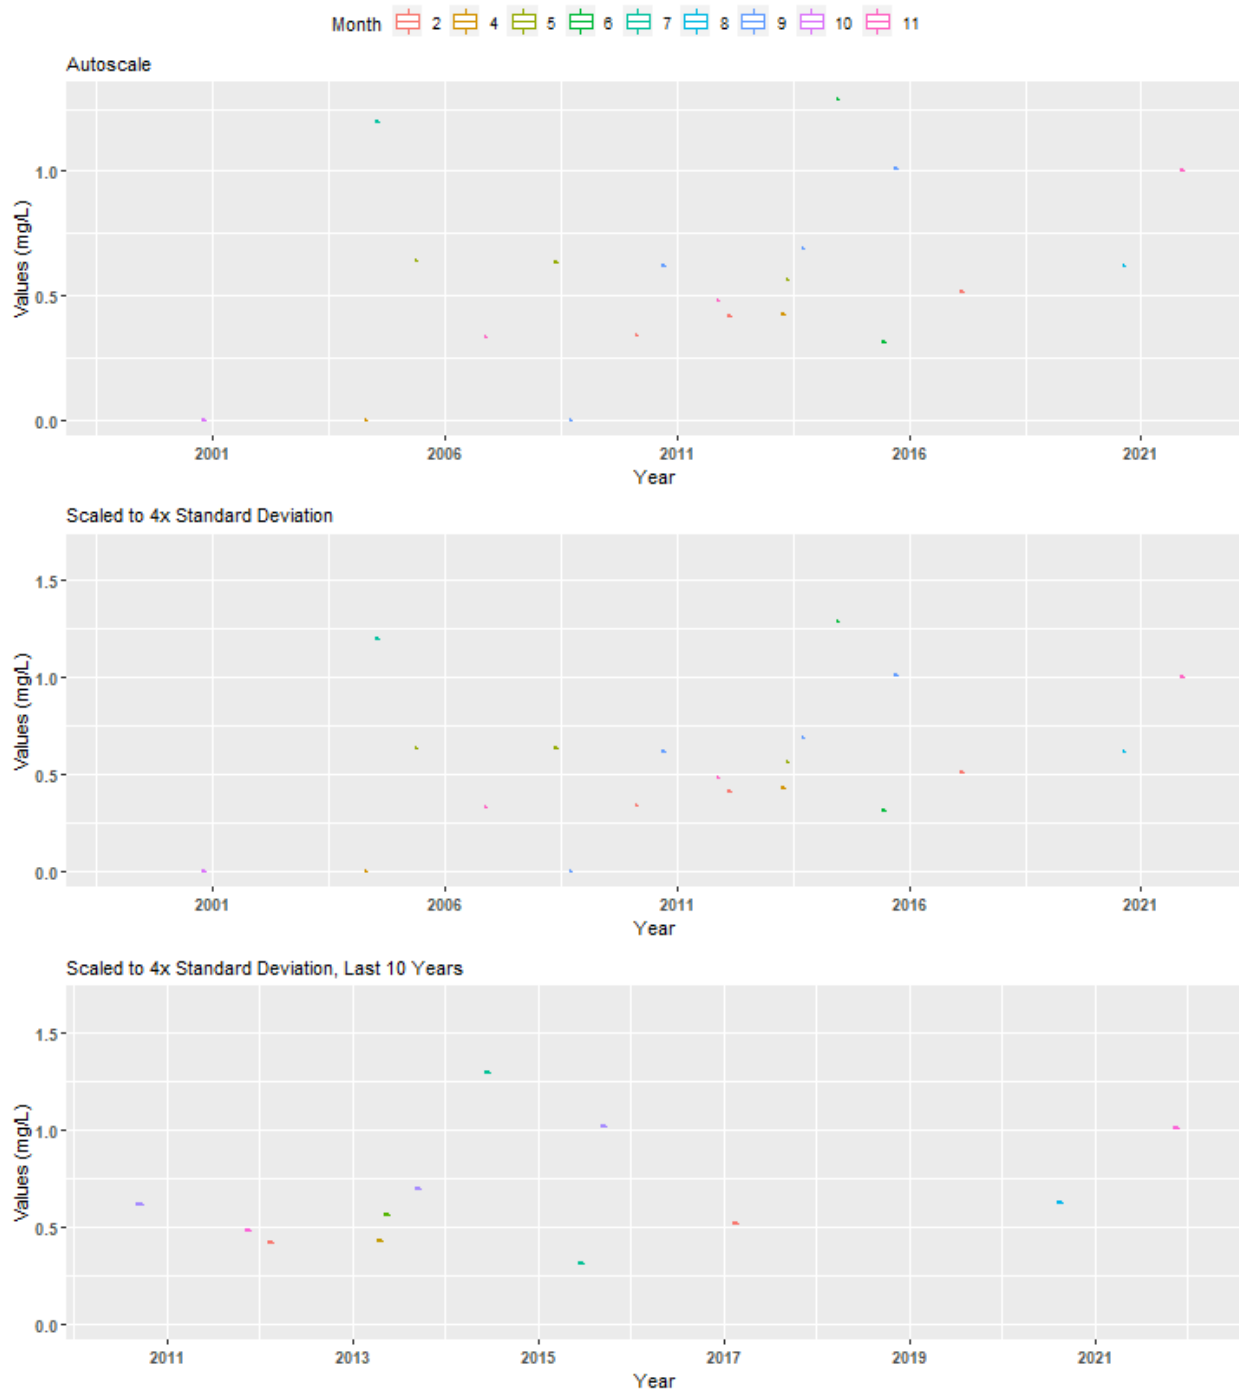 Month 2 4 5 6 7 8 9 10 11
Autoscale
Values (mg/L)
1.0
0.5
0.0
2001 2006 2011 2016 2021
Year
Scaled to 4x Standard Deviation
Values (mg/L)
1.5
1.0
0.5
0.0
2001 2006 2011 2016 2021
Year
Scaled to 4x Standard Deviation, Last 10 Years
Values (mg/L)
1.5
1.0
0.5
0.0
2011 2013 2015 2017 2019 2021
Year